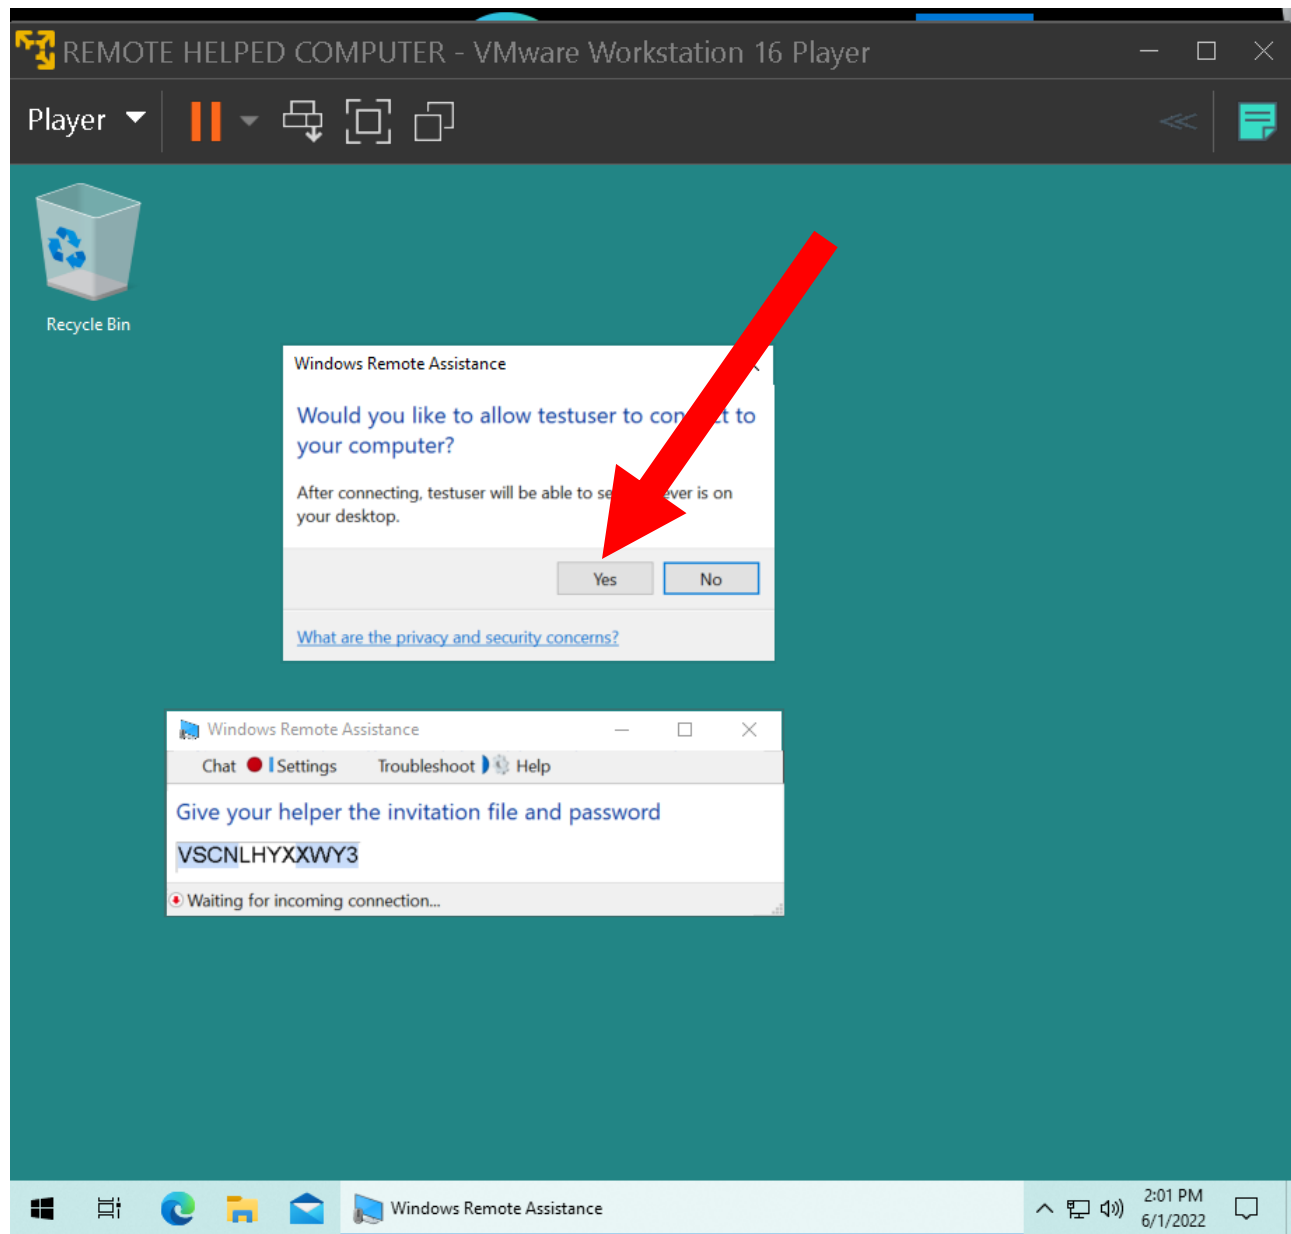 REMOTE HELPED COMPUTER - VMware Workstation 16 Player
Player
Recycle Bin
Windows Remote Assistance
Would you like to allow testuser to t to
your computer?
After connecting, testuser will be able to is on
your desktop.
Yes No
What are the privacy and security concerns?
Windows Remote Assistance
Chat Settings Troubleshoot Help
Give your helper the invitation file and password
VSCNLHYXXWY3
Waiting for incoming connection...
Windows Remote Assistance
2:01 PM
6/1/2022